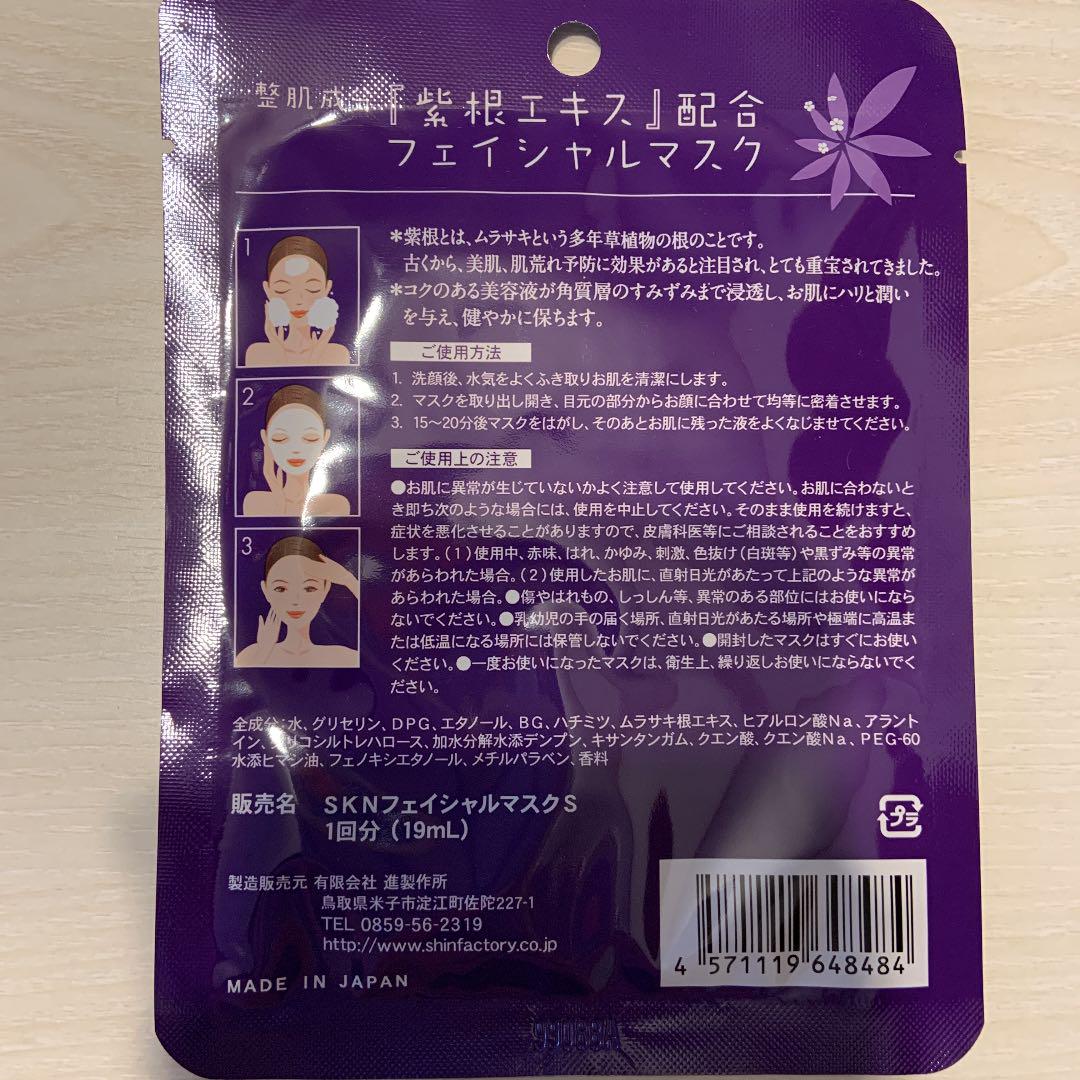 整肌成分『紫根エキス』配合
フェイシャルマスク
1
2
3
*紫根とは、ムラサキという多年草植物の根のことです。
古くから、美肌、肌荒れ予防に効果があると注目され、とても重宝されてきました。
*コクのある美容液が角質層のすみずみまで浸透し、お肌にハリと潤い
を与え、健やかに保ちます。
ご使用方法
1. 洗顔後、水気をよくふき取りお肌を清潔にします。
2. マスクを取り出し開き、目元の部分からお顔に合わせて均等に密着させます。
3. 15〜20分後マスクをはがし、そのあとお肌に残った液をよくなじませてください。
ご使用上の注意
●お肌に異常が生じていないかよく注意して使用してください。お肌に合わないと
き即ち次のような場合には、使用を中止してください。そのまま使用を続けますと、
症状を悪化させることがありますので、皮膚科医等にご相談されることをおすすめ
します。(1)使用中、赤味、はれ、かゆみ、刺激、色抜け(白斑等)や黒ずみ等の異常
があらわれた場合。(2)使用したお肌に、直射日光があたって上記のような異常が
あらわれた場合。●傷やはれもの、しっしん等、異常のある部位にはお使いになら
ないでください。●乳幼児の手の届く場所、直射日光があたる場所や極端に高温ま
たは低温になる場所には保管しないでください。●開封したマスクはすぐにお使い
ください。●一度お使いになったマスクは、衛生上、繰り返しお使いにならないでく
ださい。
全成分:水、グリセリン、DPG、エタノール、BG、ハチミツ、ムラサキ根エキス、ヒアルロン酸Na、アラント
イン、グリコシルトレハロース、加水分解水添デンプン、キサンタンガム、クエン酸、クエン酸Na、PEG-60
水添ヒマシ油、フェノキシエタノール、メチルパラベン、香料
販売名 SKNフェイシャルマスクS
1回分(19mL)
プラ
製造販売元 有限会社 進製作所
鳥取県米子市淀江町佐陀227-1
TEL 0859-56-2319
http://www.shinfactory.co.jp
MADE IN JAPAN
4 571119 648484